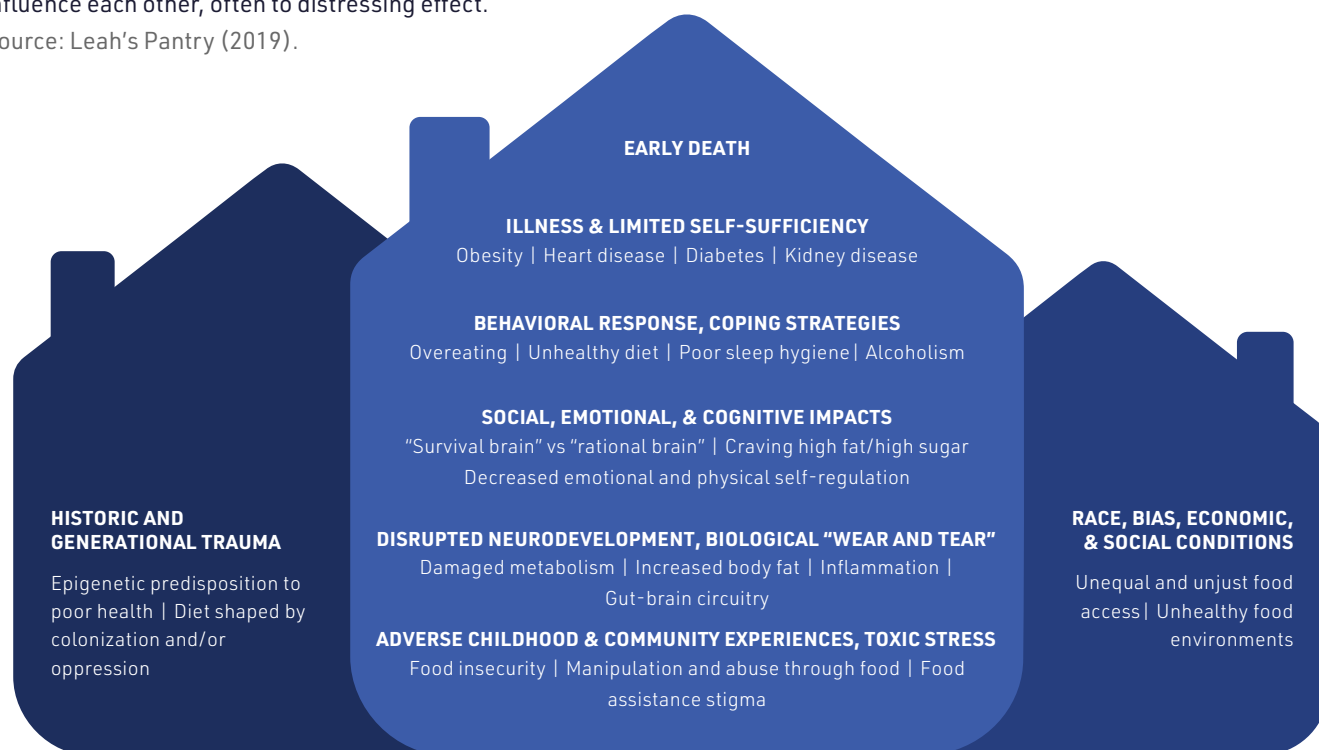 nfluence each other, often to distressing effect.
ource: Leah's Pantry (2019).
EARLY DEATH
ILLNESS & LIMITED SELF-SUFFICIENCY
Obesity | Heart disease | Diabetes | Kidney disease
BEHAVIORAL RESPONSE, COPING STRATEGIES
Overeating | Unhealthy diet | Poor sleep hygiene| Alcoholism
SOCIAL, EMOTIONAL, & COGNITIVE IMPACTS
“Survival brain” vs “rational brain” | Craving high fat/high sugar
Decreased emotional and physical self-regulation
DISRUPTED NEURODEVELOPMENT, BIOLOGICAL “WEAR AND TEAR”
Damaged metabolism | Increased body fat | Inflammation |
Gut-brain circuitry
ADVERSE CHILDHOOD & COMMUNITY EXPERIENCES, TOXIC STRESS
Food insecurity | Manipulation and abuse through food | Food
assistance stigma
HISTORIC AND
GENERATIONAL TRAUMA
Epigenetic predisposition to
poor health | Diet shaped by
colonization and/or
oppression
RACE, BIAS, ECONOMIC,
& SOCIAL CONDITIONS
Unequal and unjust food
access| Unhealthy food
environments